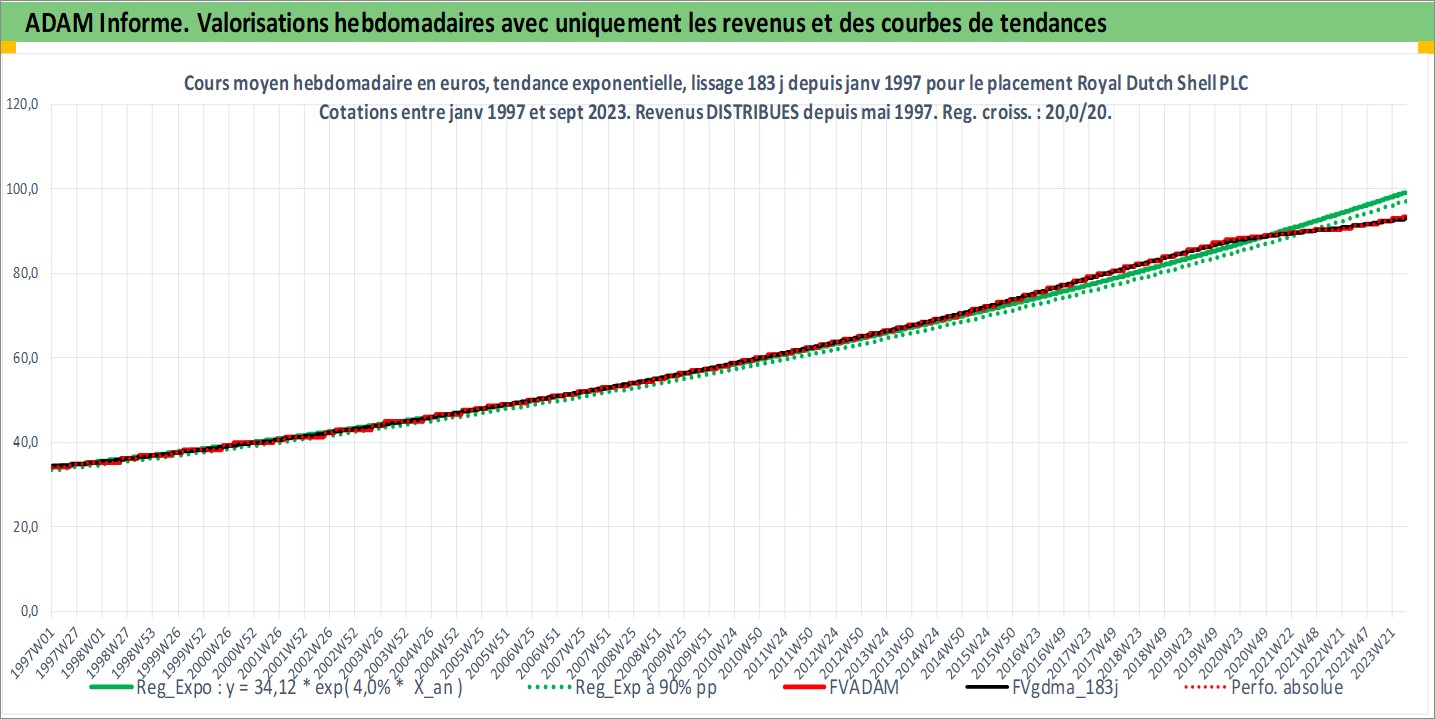 ADAM Informe. Valorisations hebdomadaires avec uniquement les revenus et des courbes de tendances
Cours moyen hebdomadaire en euros, tendance exponentielle, lissage 183 j depuis janv 1997 pour le placement Royal Dutch Shell PLC
Cotations entre janv 1997 et sept 2023. Revenus DISTRIBUES depuis mai 1997. Reg. croiss. : 20,0/20.
120,0
100,0
80,0
60,0
40,0
20,0
0,0
1997W01
1997W27
1998W01
1998W27
1998W53
1999W26
1999W52
2000W26
2000W52
2001W26
2001W52
2002W26
2002W52
2003W26
2003W52
2004W26
2004W52
2005W25
2005W51
2006W25
2006W51
2007W25
2007W51
2008W25
2008W51
2009W25
2009W51
2010W24
2010W50
2011W24
2011W50
2012W24
2012W50
2013W24
2013W50
2014W24
2014W50
2015W24
2015W50
2016W23
2016W49
2017W23
2017W49
2018W23
2018W49
2019W23
2019W49
2020W23
2020W49
2021W22
2021W48
2022W21
2022W47
2023W21
Reg_Expo : y = 34,12 * exp( 4,0% * X_an )
Reg_Exp à 90% pp
FVADAM
FVgdma_183j
Perfo. absolue